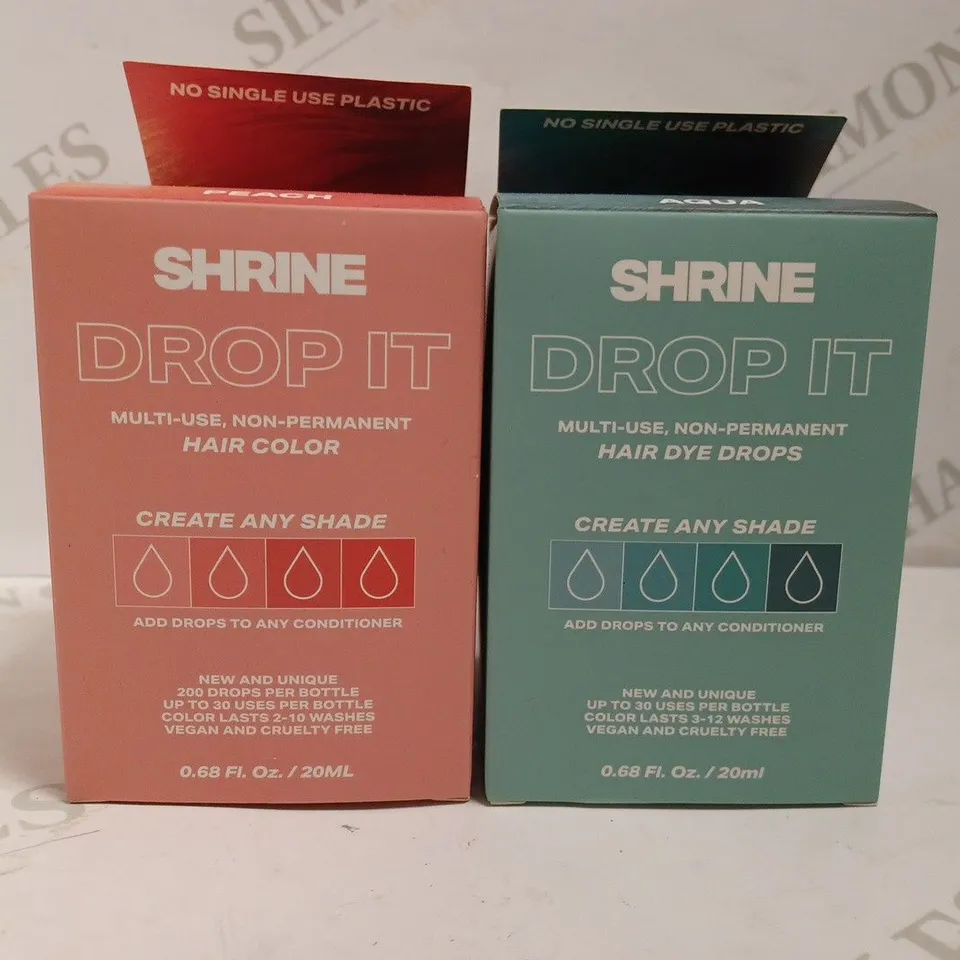 NO SINGLE USE PLASTIC
PEACH
SHRINE
DROP IT
MULTI-USE, NON-PERMANENT
HAIR COLOR
CREATE ANY SHADE
ADD DROPS TO ANY CONDITIONER
NEW AND UNIQUE
200 DROPS PER BOTTLE
UP TO 30 USES PER BOTTLE
COLOR LASTS 2-10 WASHES
VEGAN AND CRUELTY FREE
0.68 Fl. Oz. / 20ML
NO SINGLE USE PLASTIC
AQUA
SHRINE
DROP IT
MULTI-USE, NON-PERMANENT
HAIR DYE DROPS
CREATE ANY SHADE
ADD DROPS TO ANY CONDITIONER
NEW AND UNIQUE
UP TO 30 USES PER BOTTLE
COLOR LASTS 3-12 WASHES
VEGAN AND CRUELTY FREE
0.68 Fl. Oz. / 20ml